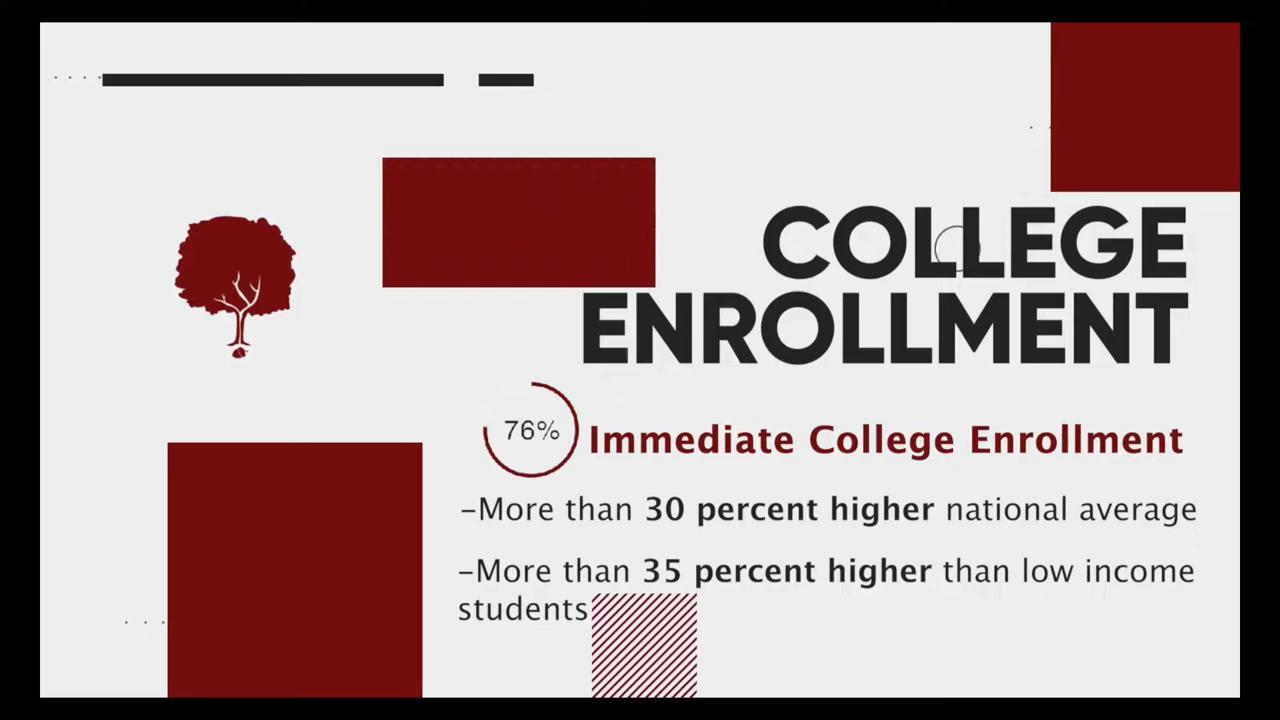 COLLEGE
ENROLLMENT
76%
Immediate College Enrollment
-More than 30 percent higher national average
-More than 35 percent higher than low income
students